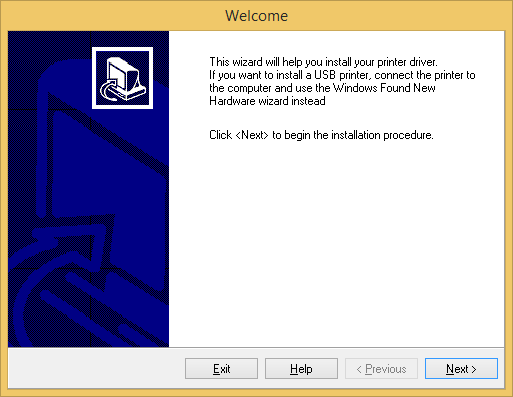 Welcome
This wizard will help you install your printer driver.
If you want to install a USB printer, connect the printer to
the computer and use the Windows Found New
Hardware wizard instead
Click <Next> to begin the installation procedure.
Exit
Help
< Previous
Next >